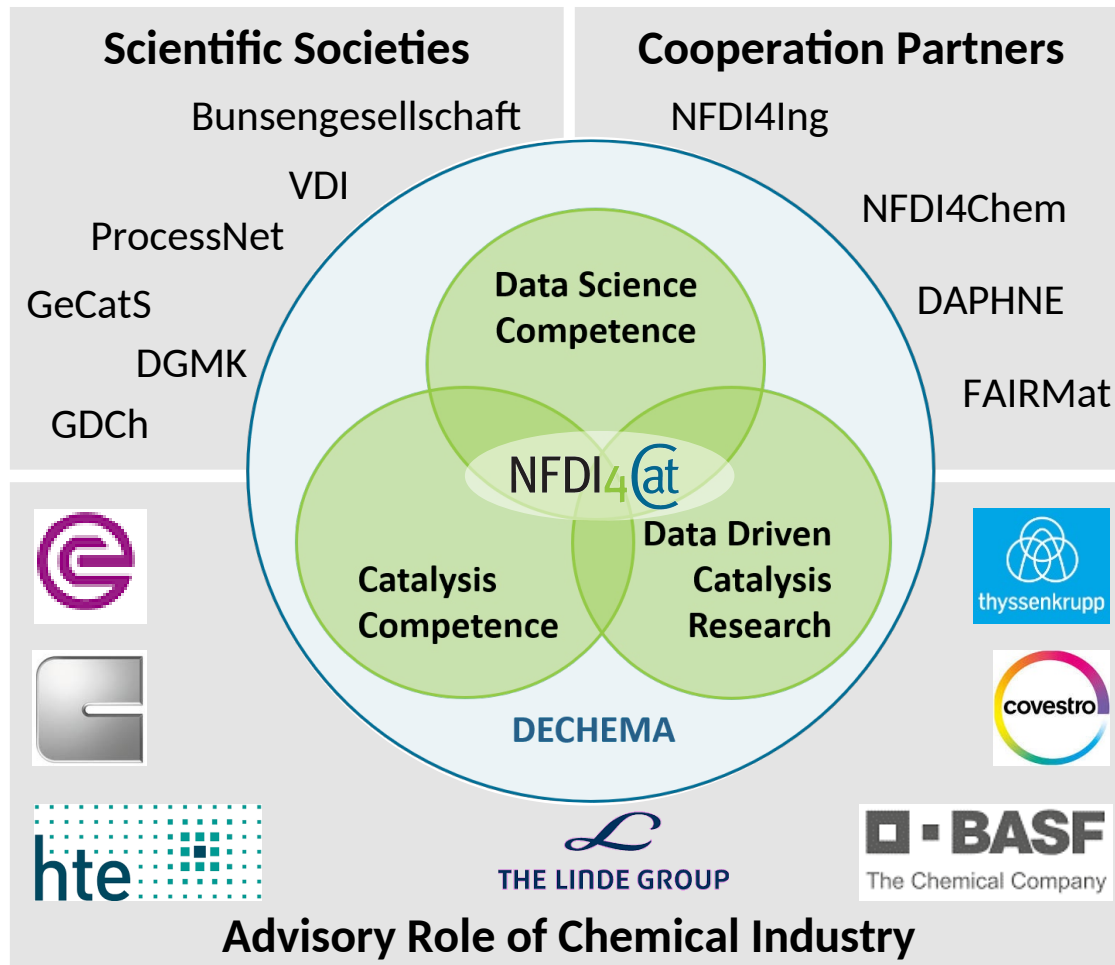 Scientific Societies
Bunsengesellschaft
VDI
ProcessNet
GeCatS
DGMK
GDCh
Cooperation Partners
NFDI4Ing
NFDI4Chem
DAPHNE
FAIRMat
Data Science
Competence
NFDI4Cat
Catalysis
Competence
Data Driven
Catalysis
Research
DECHEMA
thyssenkrupp
covestro
hte
THE LINDE GROUP
BASF
The Chemical Company
Advisory Role of Chemical Industry